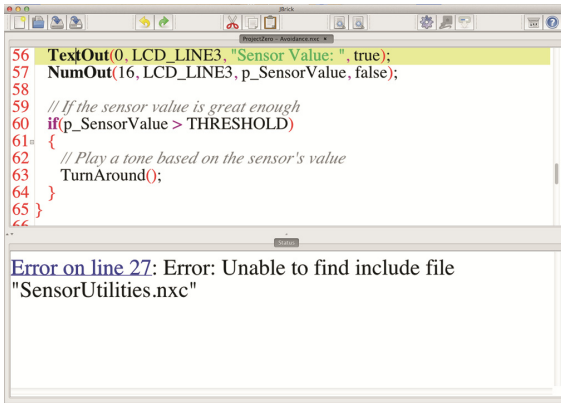 JBrick
ProjectZero - Avoidance.nxc
56 TextOut(0, LCD_LINE3, "Sensor Value: ", true);
57 NumOut(16, LCD_LINE3, p_SensorValue, false);
58
59 // If the sensor value is great enough
60 if(p_SensorValue > THRESHOLD)
61 {
62 // Play a tone based on the sensor's value
63 TurnAround();
64 }
65 }
66
Status
Error on line 27: Error: Unable to find include file
"SensorUtilities.nxc"